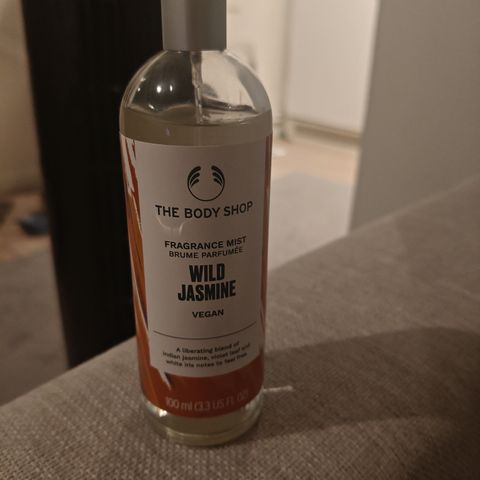 THE BODY SHOP
FRAGRANCE MIST
BRUME PARFUMÉE
WILD
JASMINE
VEGAN
A liberating blend of
Indian jasmine, violet leaf and
white iris notes to feel free.
100 ml (3.3 US FL OZ)